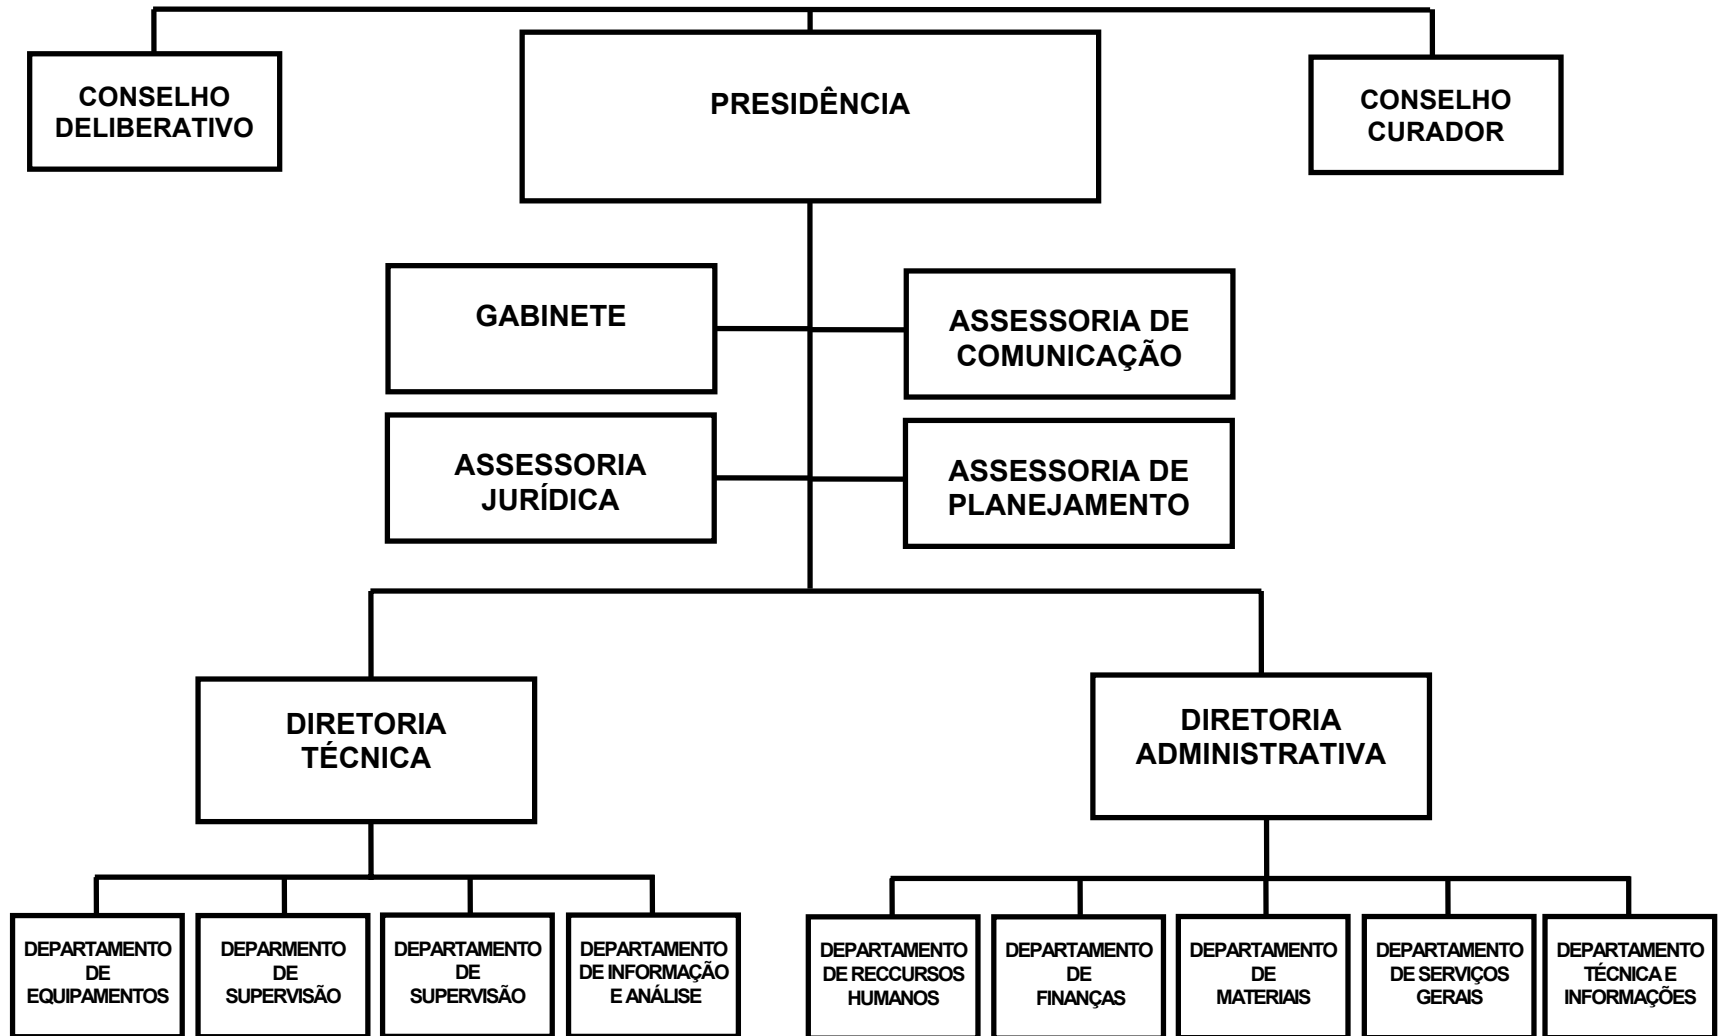 CONSELHO
DELIBERATIVO
PRESIDÊNCIA
CONSELHO
CURADOR
GABINETE
ASSESSORIA DE
COMUNICAÇÃO
ASSESSORIA
JURÍDICA
ASSESSORIA DE
PLANEJAMENTO
DIRETORIA
TÉCNICA
DIRETORIA
ADMINISTRATIVA
DEPARTAMENTO
DE
EQUIPAMENTOS
DEPARMENTO
DE
SUPERVISÃO
DEPARTAMENTO
DE
SUPERVISÃO
DEPARTAMENTO
DE INFORMAÇÃO
E ANÁLISE
DEPARTAMENTO
DE RECCURSOS
HUMANOS
DEPARTAMENTO
DE
FINANÇAS
DEPARTAMENTO
DE
MATERIAIS
DEPARTAMENTO
DE SERVIÇOS
GERAIS
DEPARTAMENTO
TÉCNICA E
INFORMAÇÕES